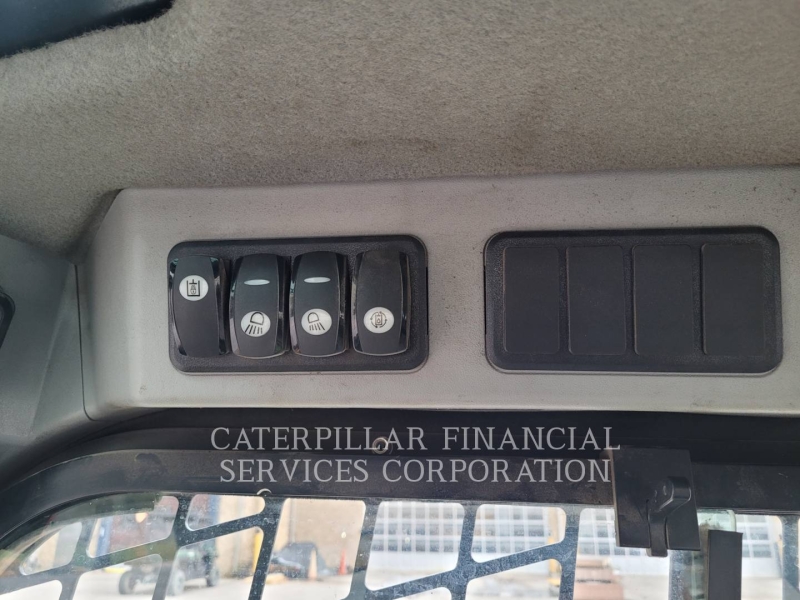 CATERPILLAR FINANCIAL
SERVICES CORPORATION